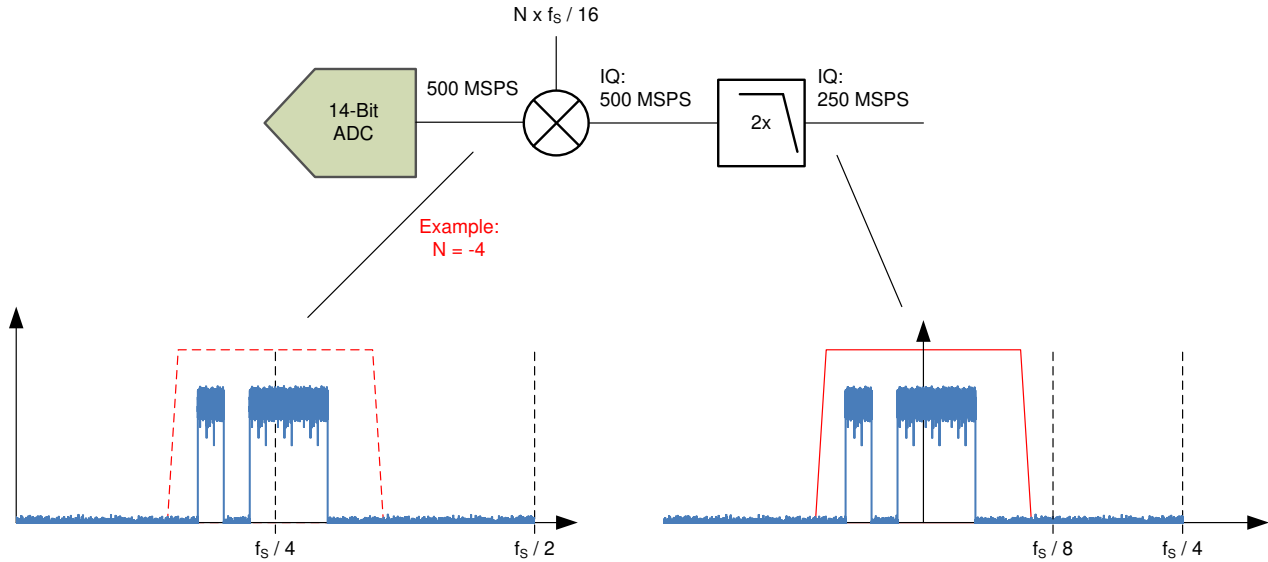 N x fS / 16
500 MSPS
IQ:
500 MSPS
IQ:
250 MSPS
14-Bit
ADC
2x
Example:
N = -4
fS / 4
fS / 2
fS / 8
fS / 4